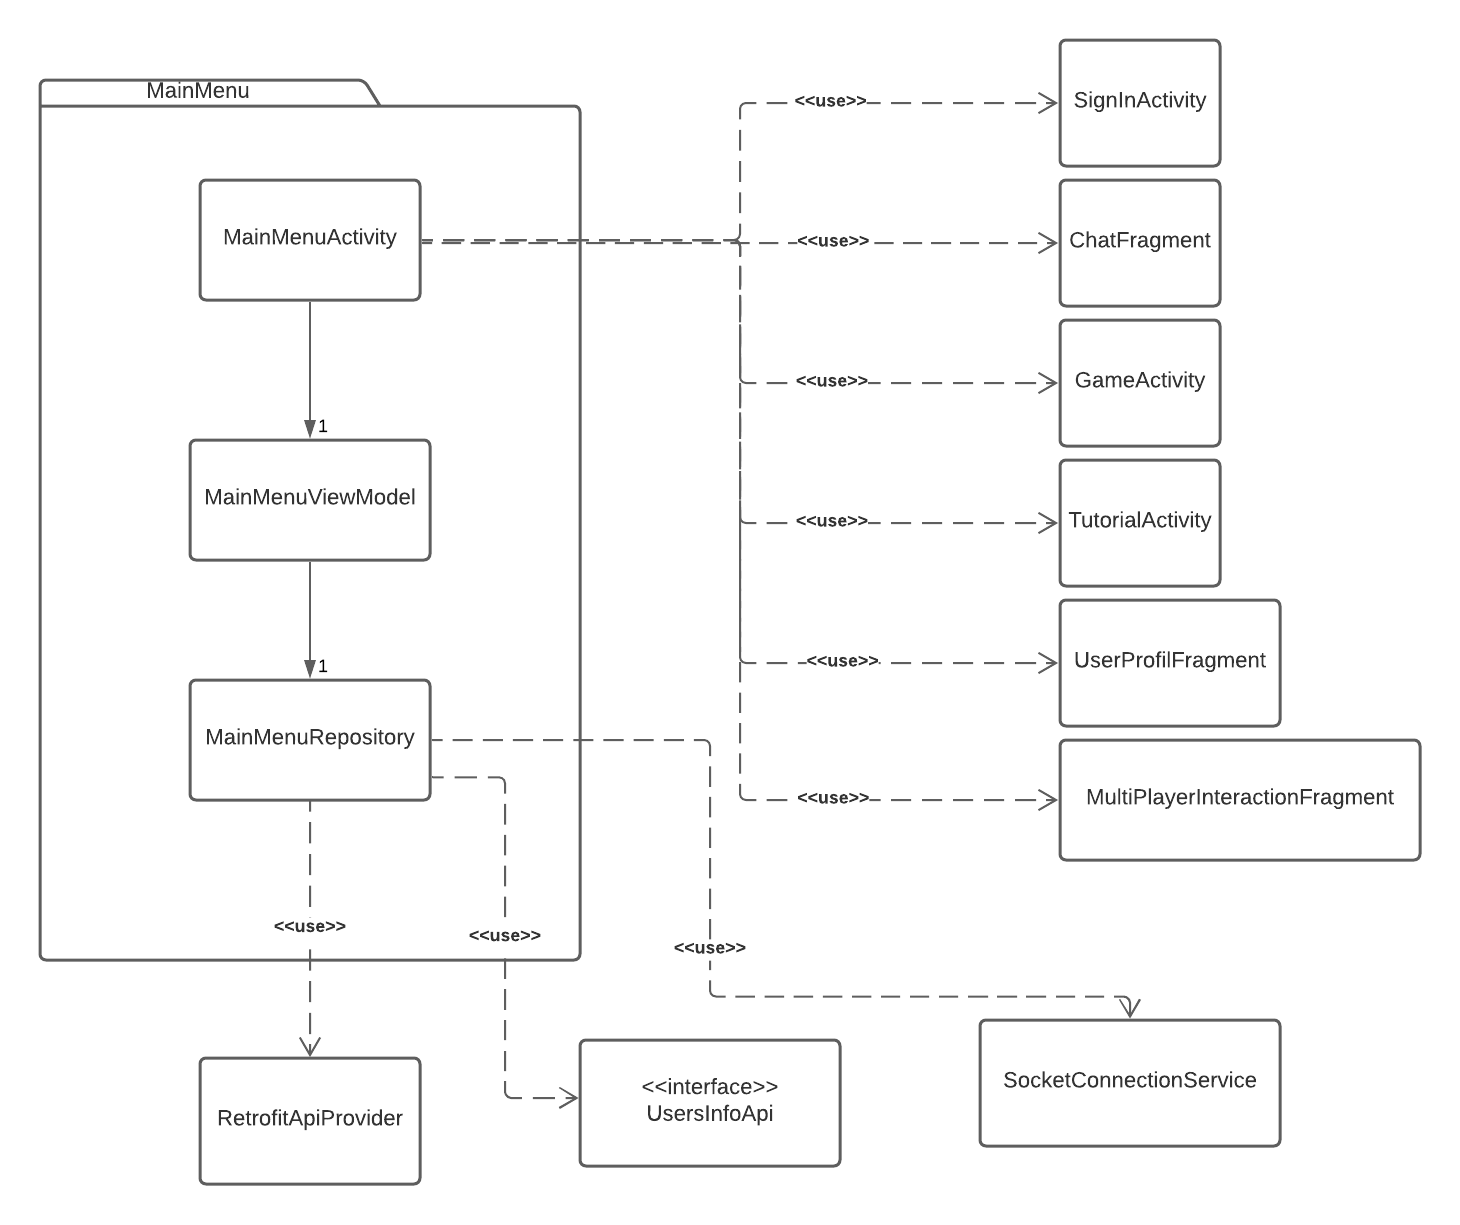 MainMenu
<<use>>
SignInActivity
MainMenuActivity
<<use>>
ChatFragment
<<use>>
GameActivity
1
MainMenuViewModel
<<use>>
TutorialActivity
1
<<use>>
UserProfilFragment
MainMenuRepository
<<use>>
MultiPlayerInteractionFragment
<<use>>
<<use>>
<<use>>
RetrofitApiProvider
<<interface>>
UsersInfoApi
SocketConnectionService